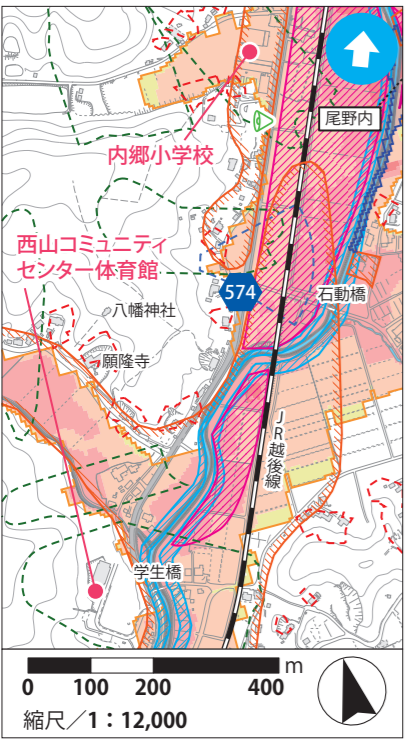 内郷小学校
尾野内
西山コミュニティ
センター体育館
574
石動橋
八幡神社
願隆寺
JR越後線
学生橋
0 100 200 400 m
縮尺／1：12,000